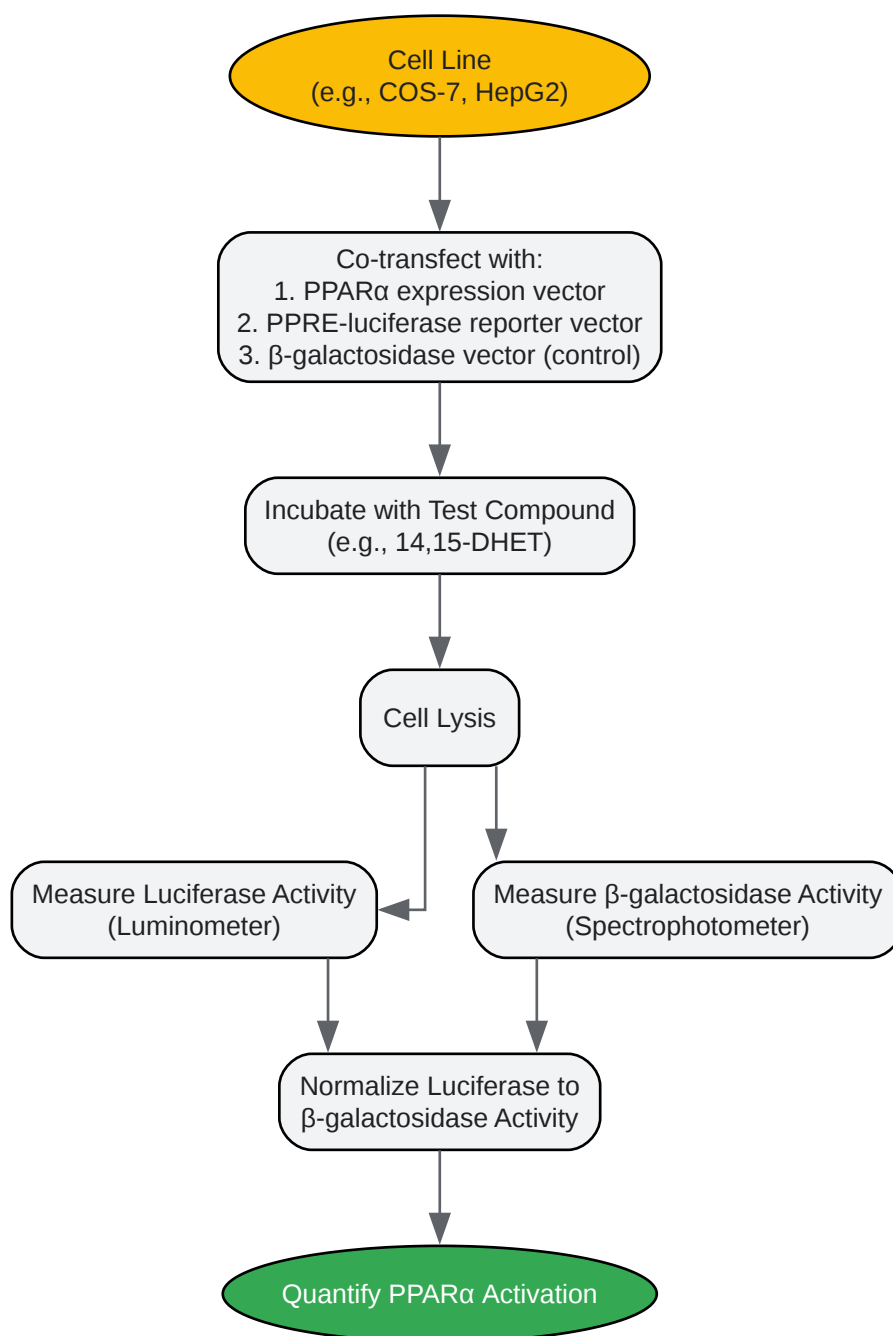 Cell Line
(e.g., COS-7, HepG2)
Co-transfect with:
1. PPARα expression vector
2. PPRE-luciferase reporter vector
3. β-galactosidase vector (control)
Incubate with Test Compound
(e.g., 14,15-DHET)
Cell Lysis
Measure Luciferase Activity
(Luminometer)
Measure β-galactosidase Activity
(Spectrophotometer)
Normalize Luciferase to
β-galactosidase Activity
Quantify PPARα Activation